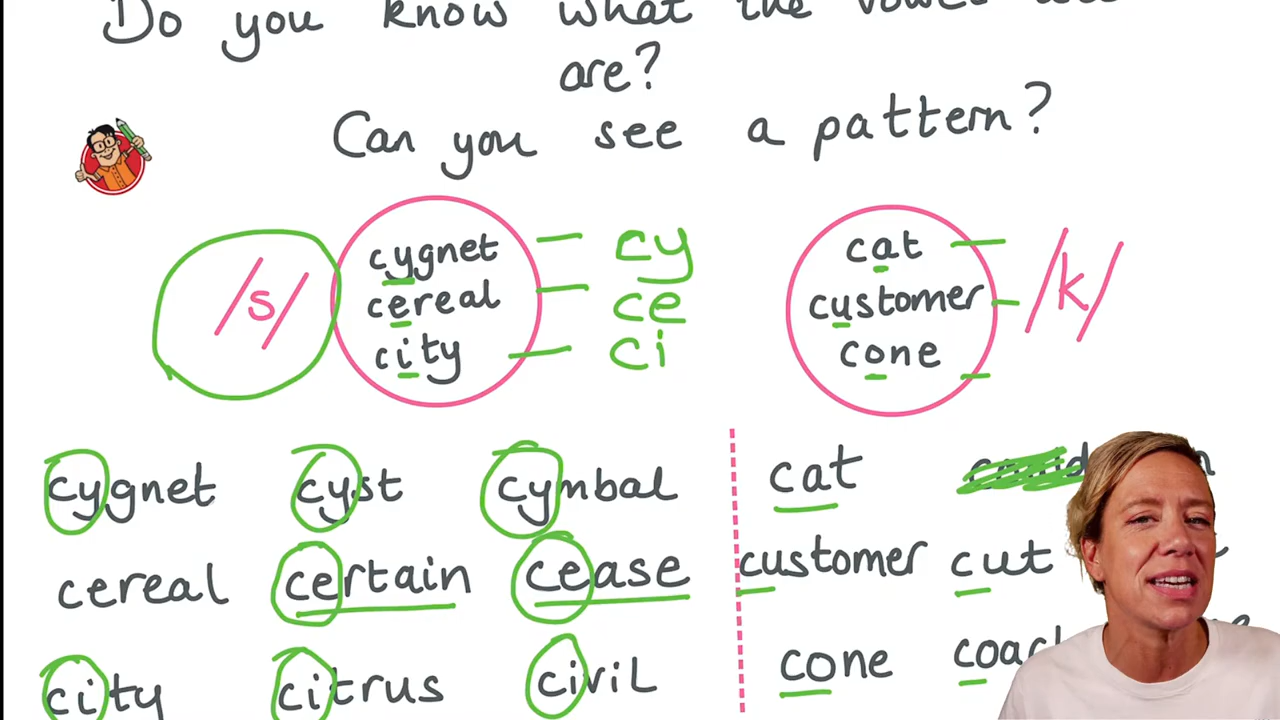 Do you know what the vowel
are?
Can you see a pattern?
/s/ cygnet cy cat /k/
cereal ce customer
city ci cone
cygnet cyst cymbal cat
cereal certain cease customer cut
city citrus civil cone